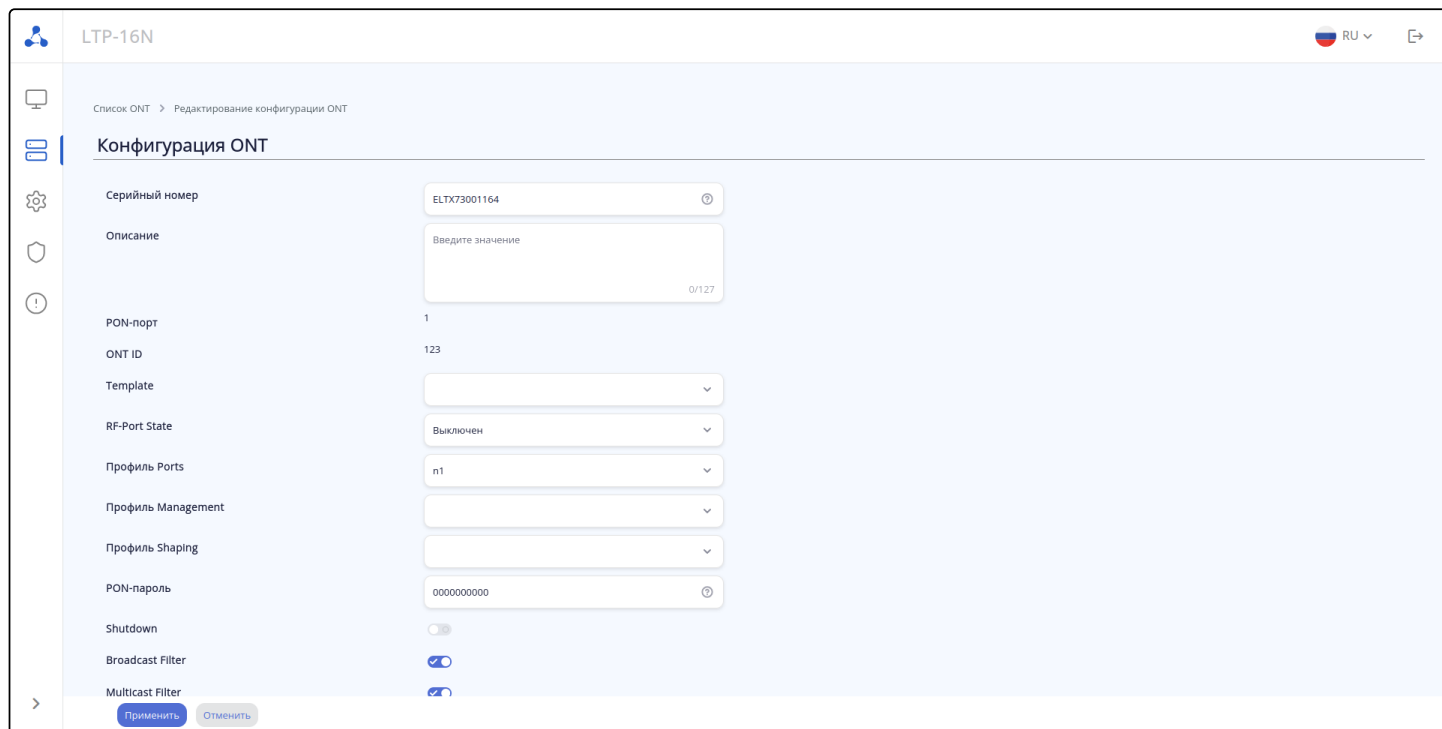 LTP-16N
RU
Список ONT > Редактирование конфигурации ONT
Конфигурация ONT
Серийный номер
ELTX73001164
Описание
Введите значение
0/127
PON-порт
1
ONT ID
123
Template
RF-Port State
Выключен
Профиль Ports
n1
Профиль Management
Профиль Shaping
PON-пароль
0000000000
Shutdown
Broadcast Filter
Multicast Filter
Применить
Отменить